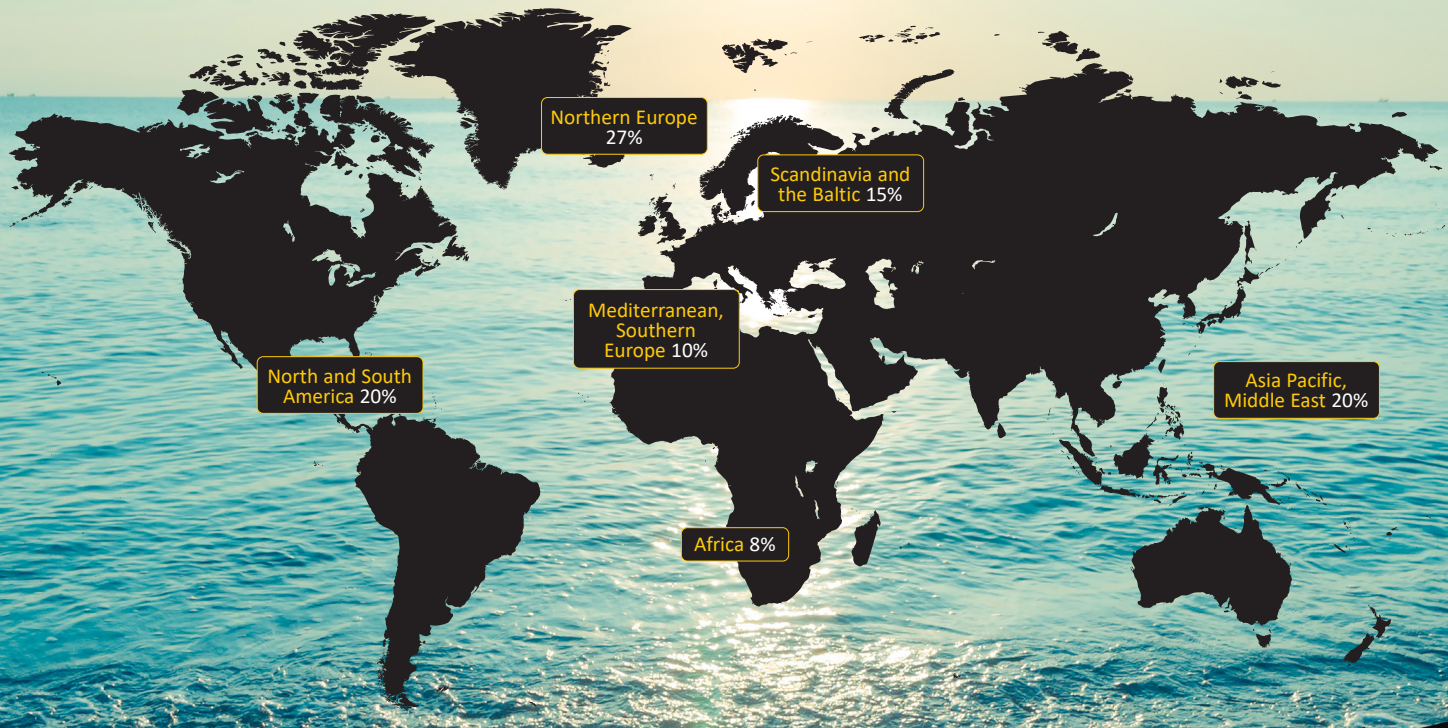 Northern Europe
27%
Scandinavia and
the Baltic 15%
Mediterranean,
Southern
Europe 10%
North and South
America 20%
Asia Pacific,
Middle East 20%
Africa 8%